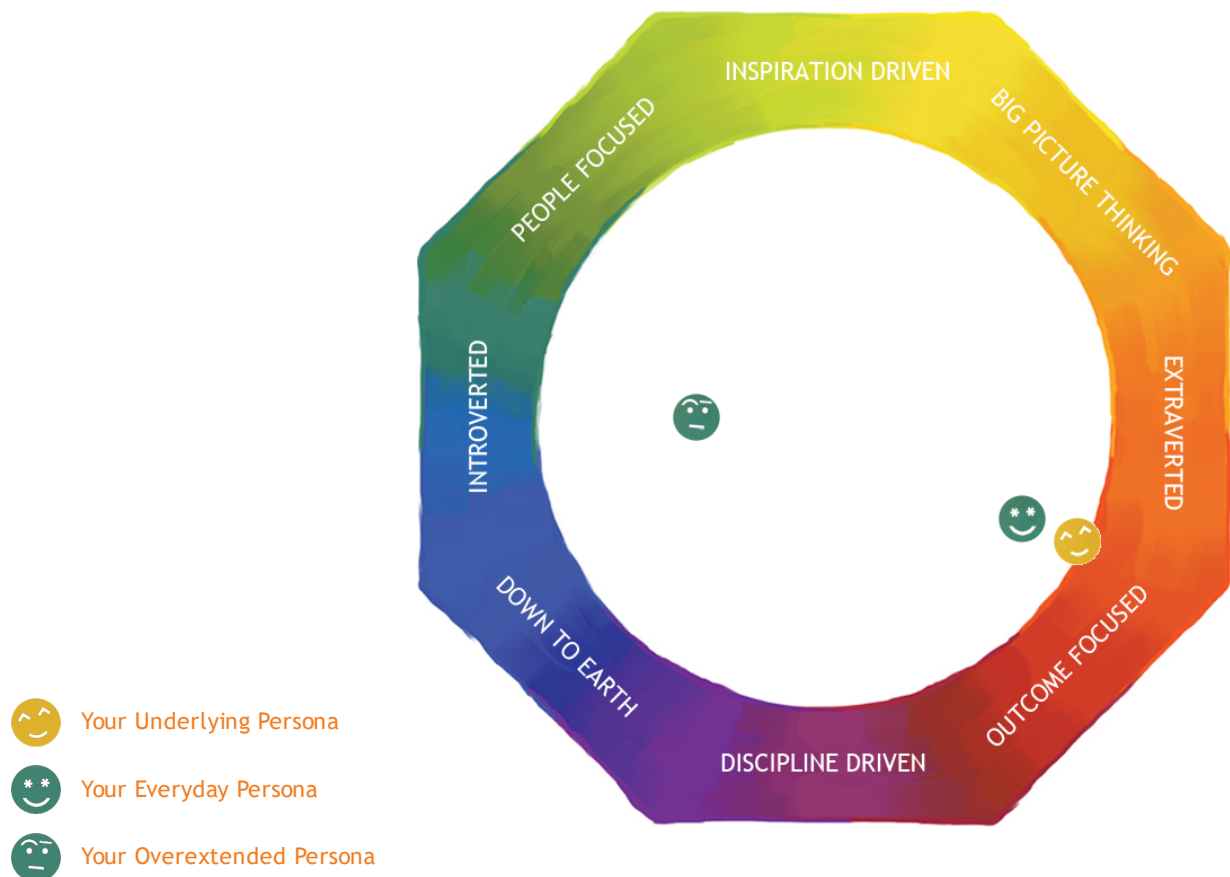 INSPIRATION DRIVEN
BIG PICTURE THINKING
PEOPLE FOCUSED
EXTRAVERTED
INTROVERTED
OUTCOME FOCUSED
DOWN TO EARTH
DISCIPLINE DRIVEN
Your Underlying Persona
Your Everyday Persona
Your Overextended Persona